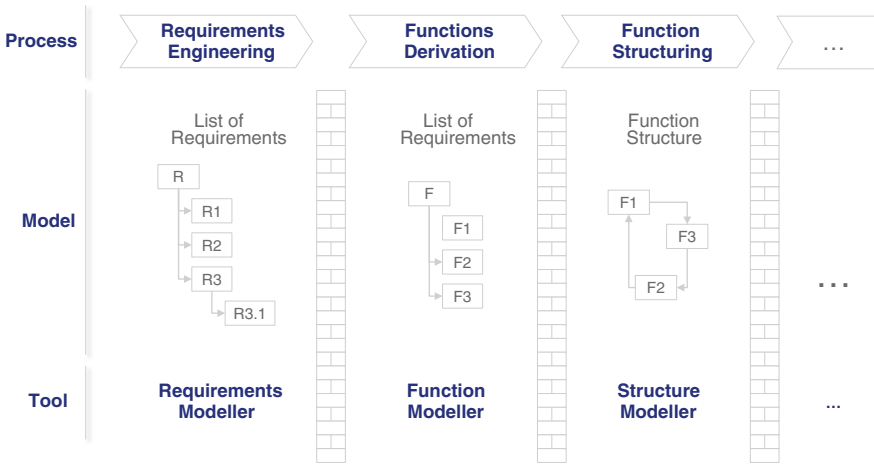 Process
Requirements
Engineering
Functions
Derivation
Function
Structuring
...
Model
List of
Requirements
R
R1
R2
R3
R3.1
List of
Requirements
F
F1
F2
F3
Function
Structure
F1
F3
F2
...
Tool
Requirements
Modeller
Function
Modeller
Structure
Modeller
...